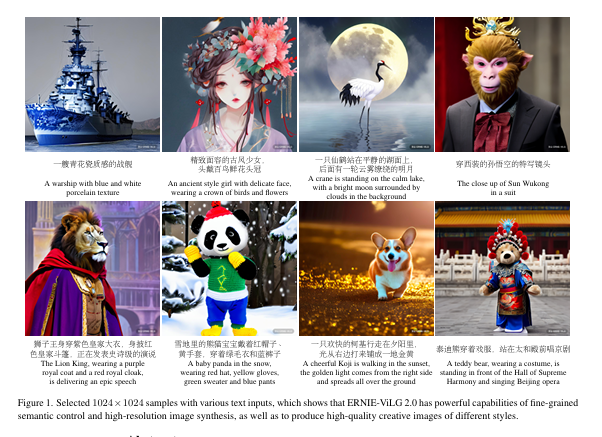 一艘青花瓷质感的战舰
A warship with blue and white
porcelain texture
精致面容的古风少女，
头戴百鸟鲜花头冠
An ancient style girl with delicate face,
wearing a crown of birds and flowers
一只仙鹤站在平静的湖面上，
后面有一轮云雾缭绕的明月
A crane is standing on the calm lake,
with a bright moon surrounded by
clouds in the background
穿西装的孙悟空的特写镜头
The close up of Sun Wukong
in a suit
狮子王身穿紫色皇家大衣，身披红
色皇家斗篷，正在发表史诗级的演说
The Lion King, wearing a purple
royal coat and a red royal cloak,
is delivering an epic speech
雪地里的熊猫宝宝戴着红帽子、
黄手套，穿着绿毛衣和蓝裤子
A baby panda in the snow,
wearing red hat, yellow gloves,
green sweater and blue pants
一只欢快的柯基行走在夕阳里，
光从右边打来铺成一地金黄
A cheerful Koji is walking in the sunset,
the golden light comes from the right side
and spreads all over the ground
泰迪熊穿着戏服，站在太和殿前唱京剧
A teddy bear, wearing a costume, is
standing in front of the Hall of Supreme
Harmony and singing Beijing opera
Figure 1. Selected 1024 × 1024 samples with various text inputs, which shows that ERNIE-ViLG 2.0 has powerful capabilities of fine-grained
semantic control and high-resolution image synthesis, as well as to produce high-quality creative images of different styles.